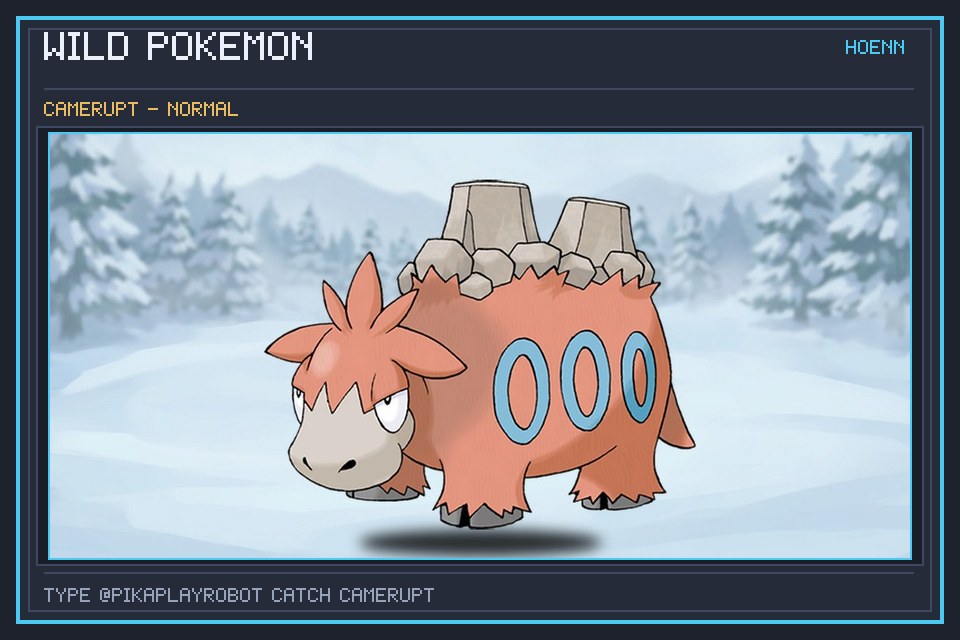 WILD POKEMON
HOENN
CAMERUPT - NORMAL
TYPE @PIKAPLAYROBOT CATCH CAMERUPT